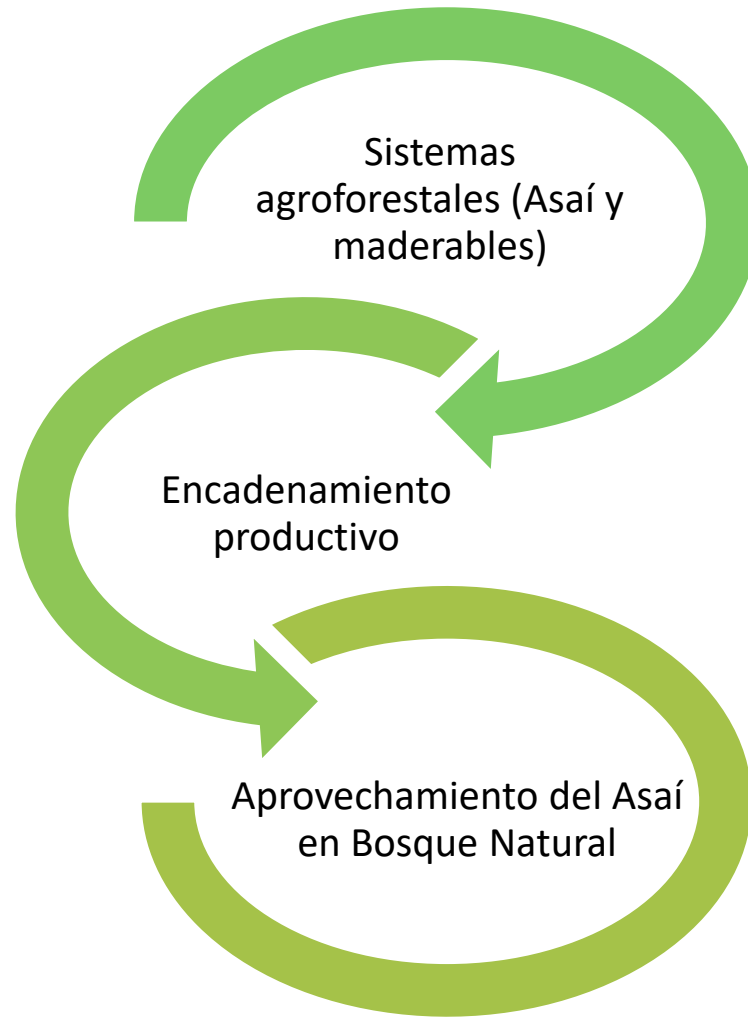 Sistemas
agroforestales (Asaí y
maderables)
Encadenamiento
productivo
Aprovechamiento del Asaí
en Bosque Natural